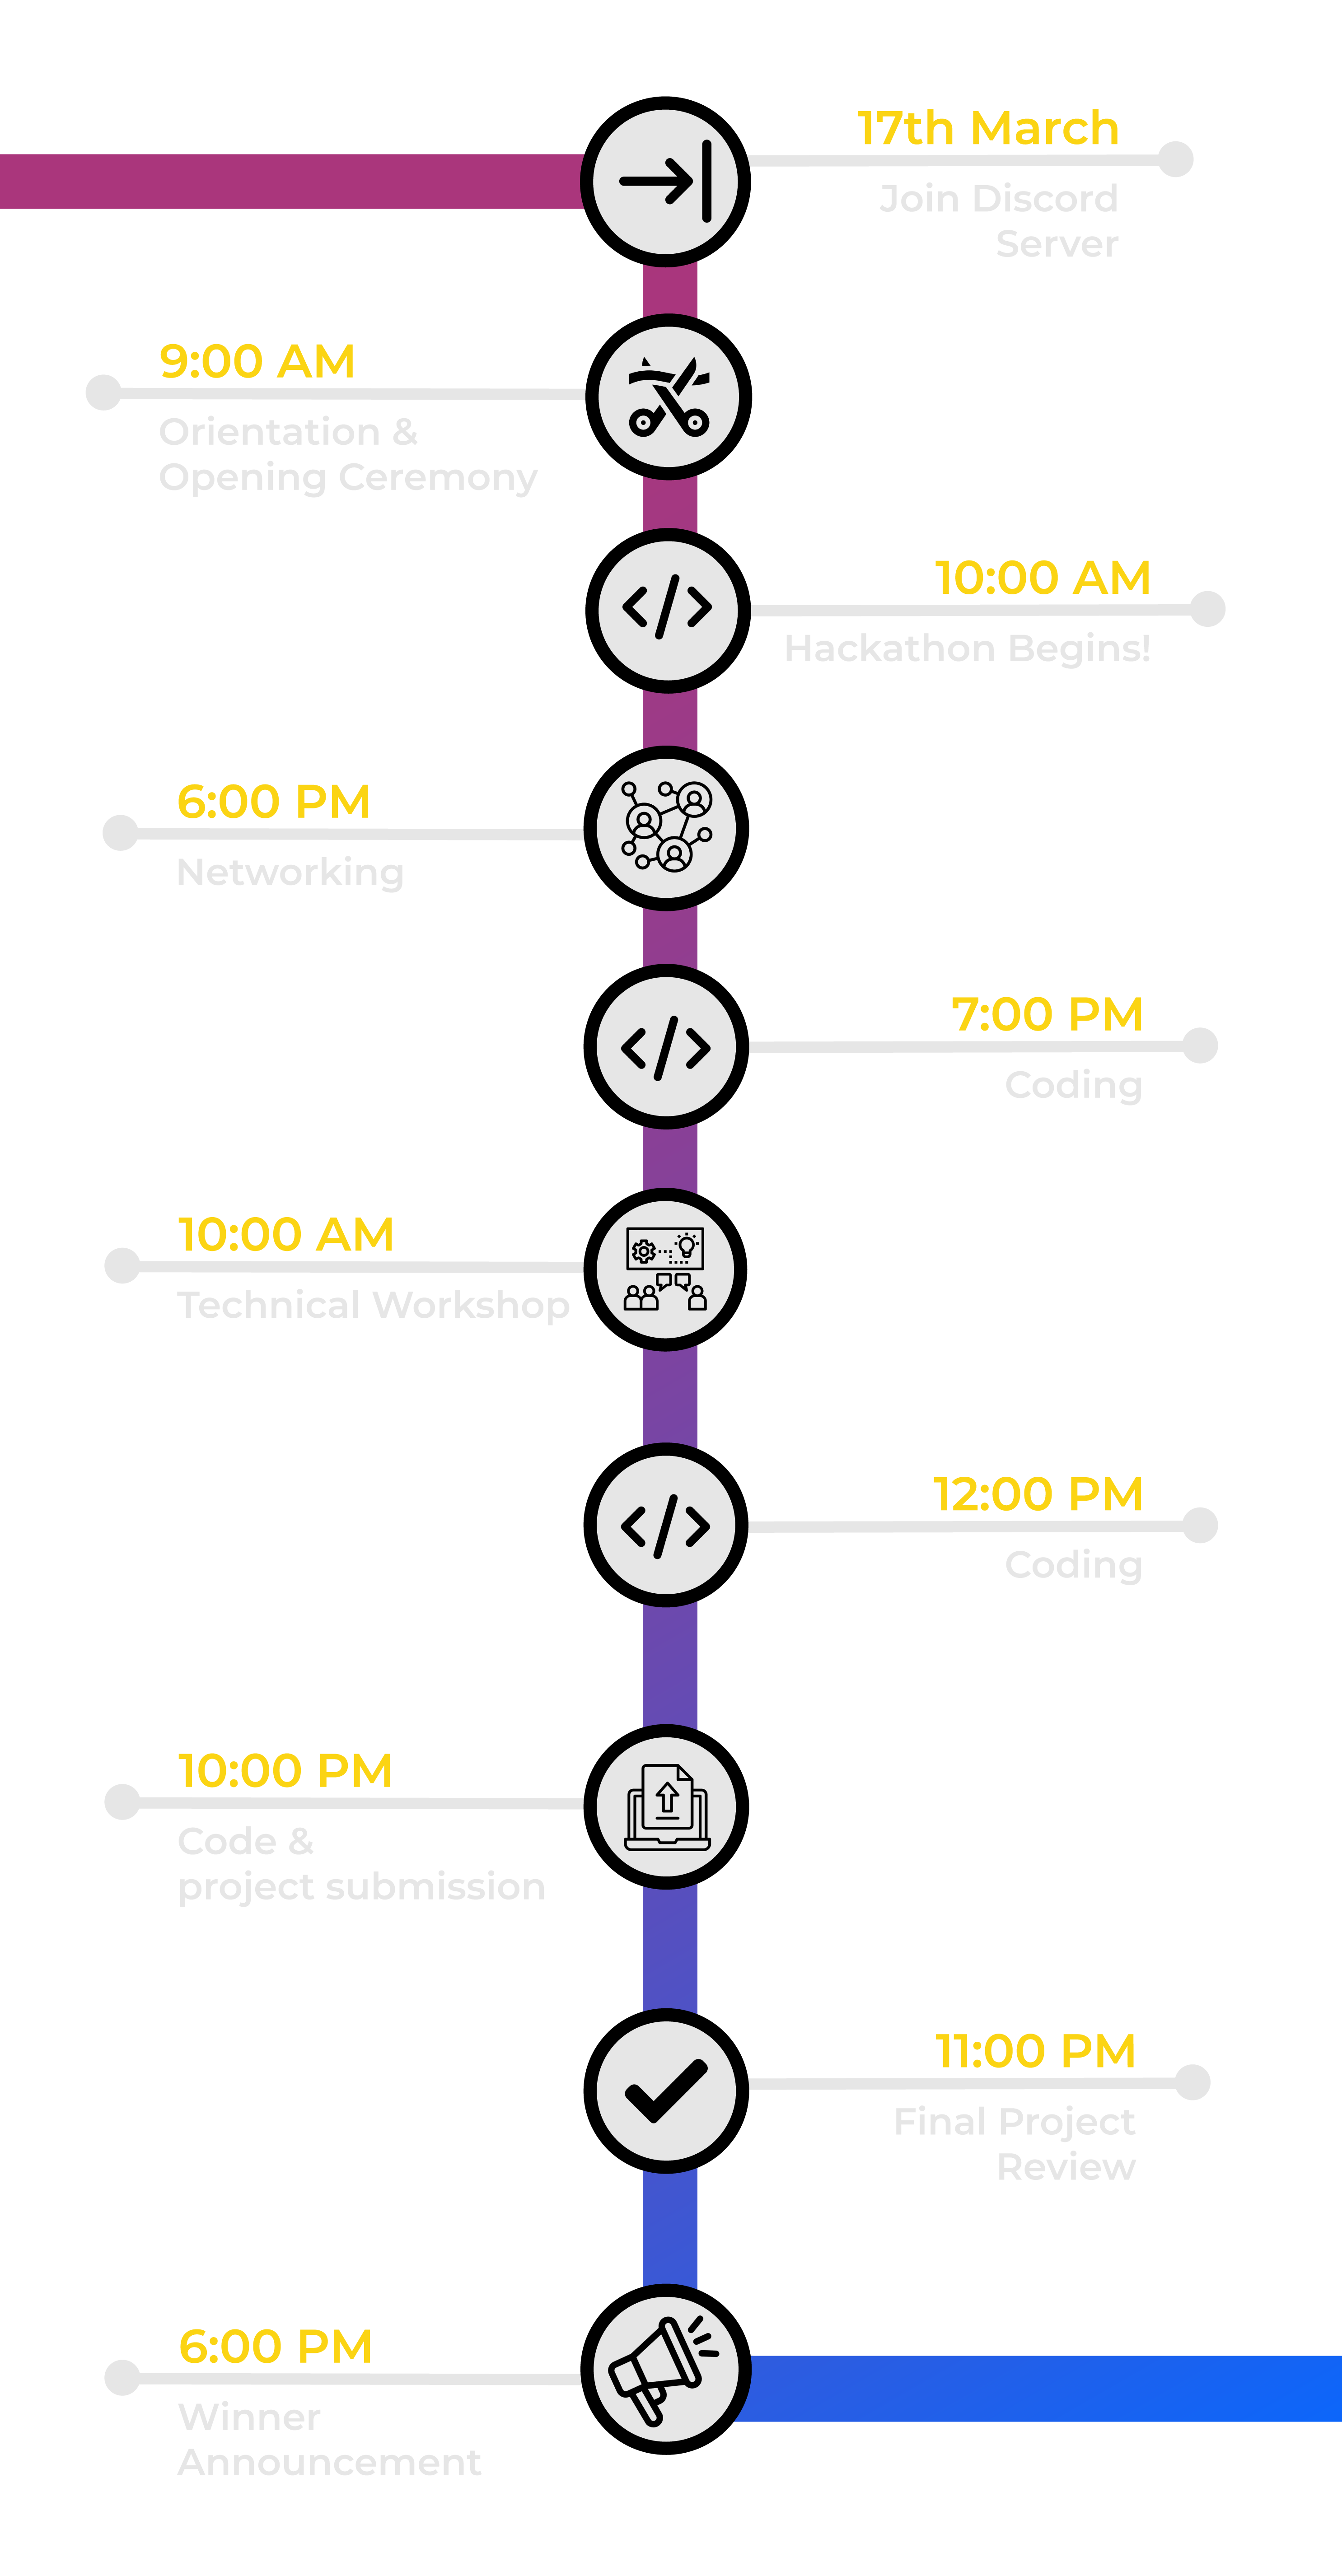 17th March
Join Discord
Server
9:00 AM
Orientation &
Opening Ceremony
10:00 AM
Hackathon Begins!
6:00 PM
Networking
7:00 PM
Coding
10:00 AM
Technical Workshop
12:00 PM
Coding
10:00 PM
Code &
project submission
11:00 PM
Final Project
Review
6:00 PM
Winner
Announcement